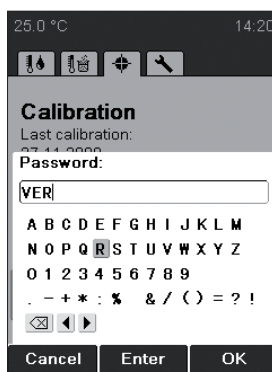 25.0 °C 14:20
Calibration
Last calibration:
Password:
VER
A B C D E F G H I J K L M
N O P Q R S T U V W X Y Z
0 1 2 3 4 5 6 7 8 9
. - + * : % & / ( ) = ? !
Cancel Enter OK